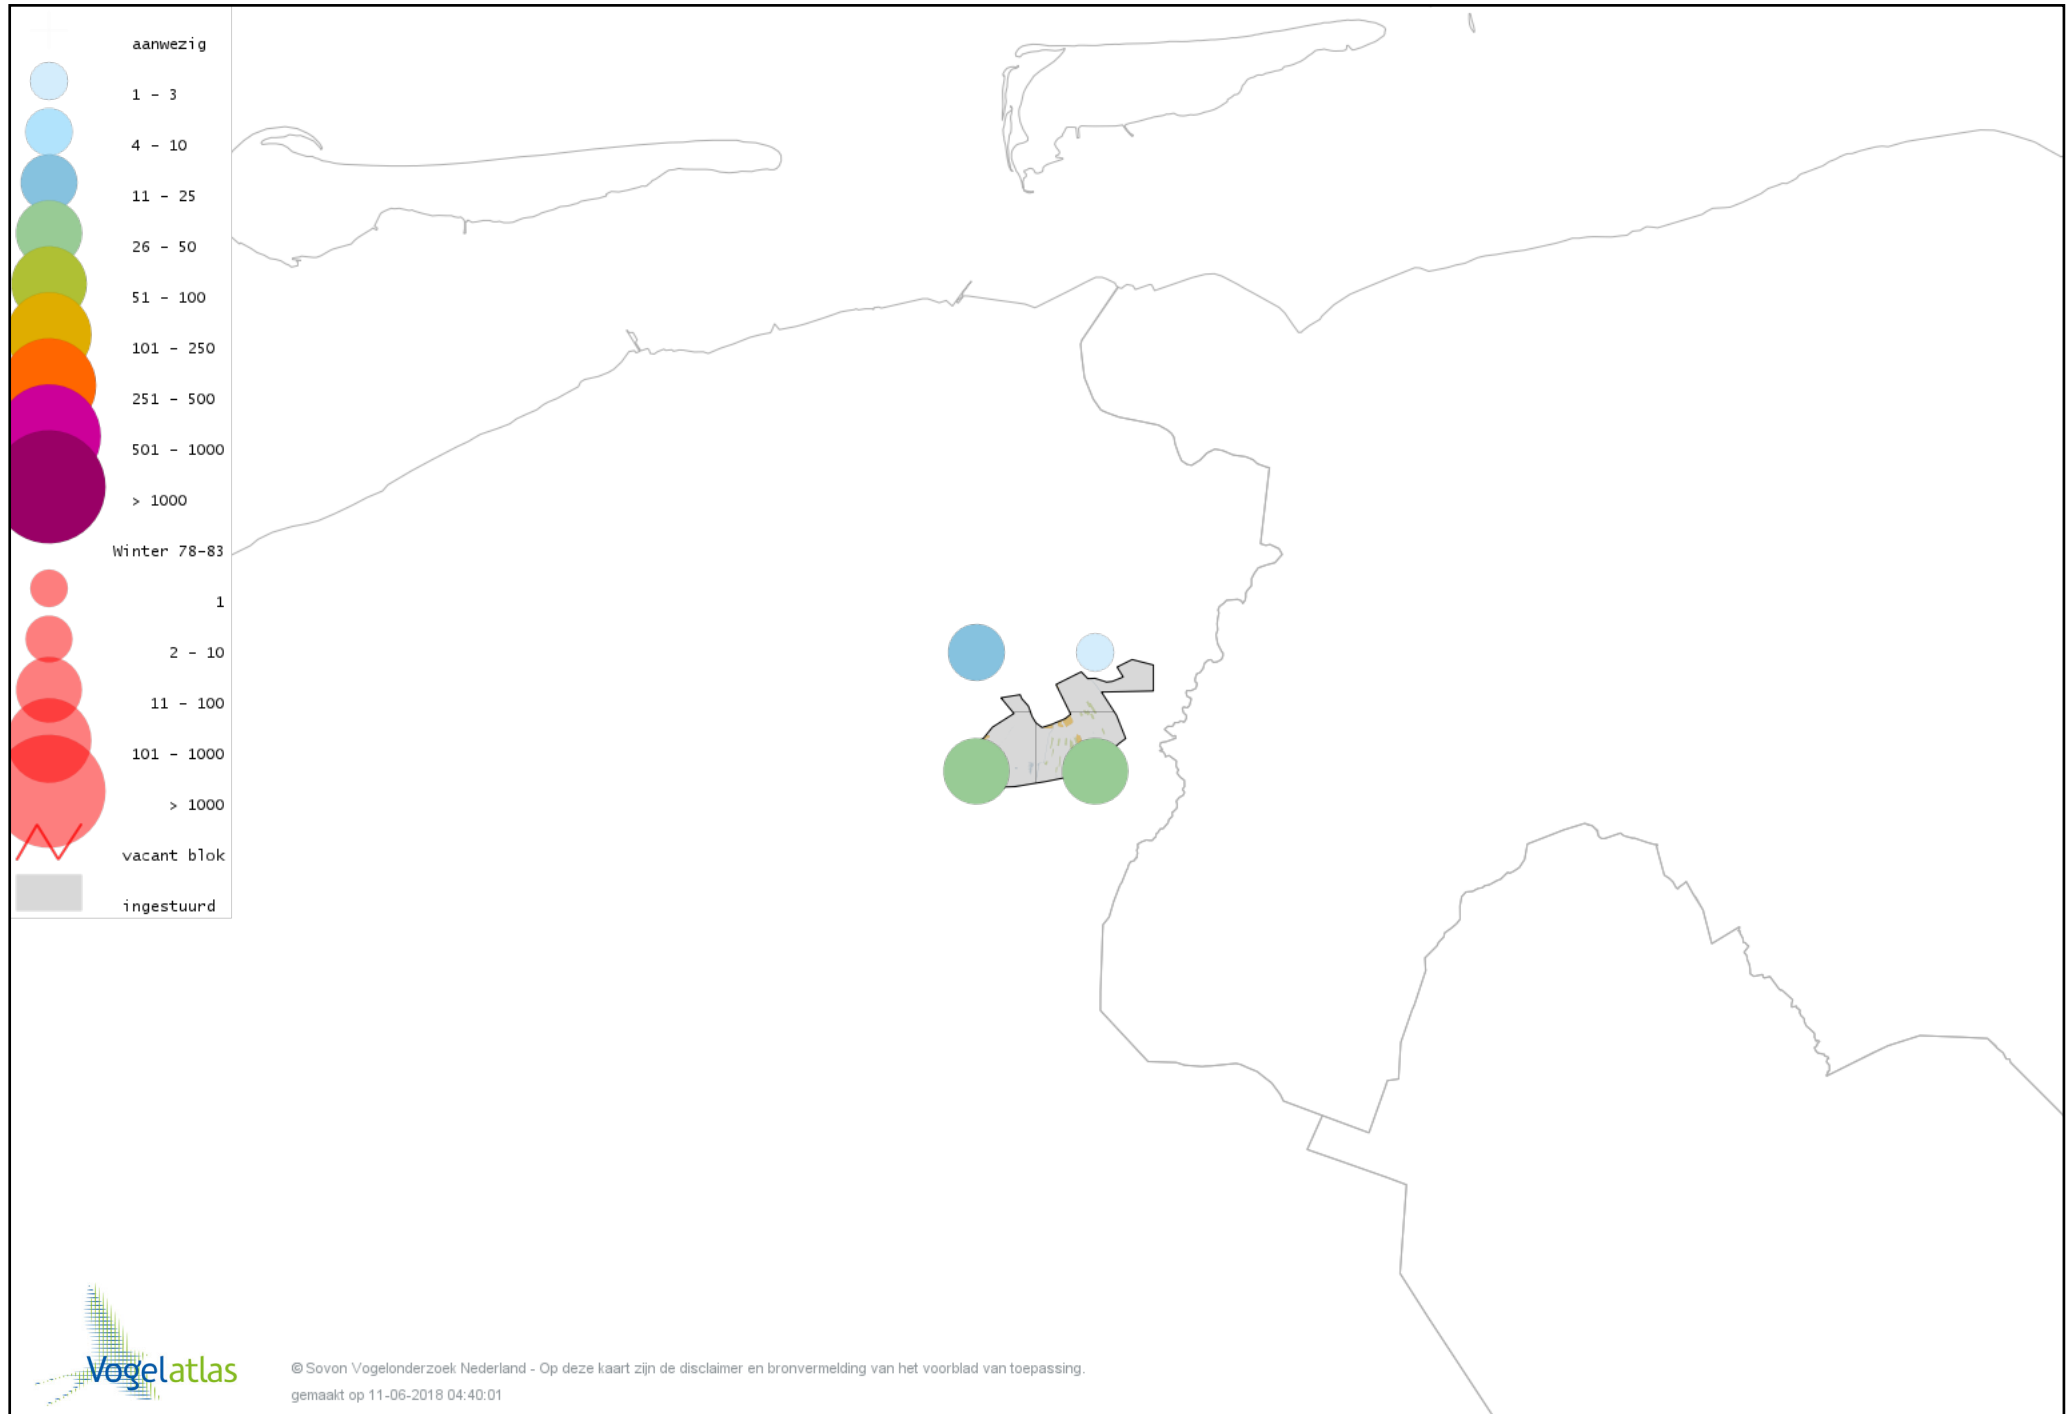 aanwezig
1 - 3
4 - 10
11 - 25
26 - 50
51 - 100
101 - 250
251 - 500
501 - 1000
> 1000
Winter 78-83
1
2 - 10
11 - 100
101 - 1000
> 1000
vacant blok
ingestuurd
Vogelatlas
© Sovon Vogelonderzoek Nederland - Op deze kaart zijn de disclaimer en bronvermelding van het voorblad van toepassing.
gemaakt op 11-06-2018 04:40:01